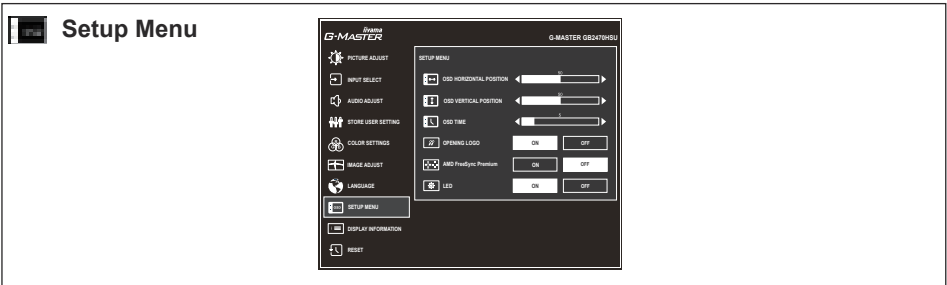 Setup Menu
iiyama
G-MASTER
G-MASTER GB2470HSU
PICTURE ADJUST
INPUT SELECT
AUDIO ADJUST
STORE USER SETTING
COLOR SETTINGS
IMAGE ADJUST
LANGUAGE
OSD SETUP MENU
DISPLAY INFORMATION
RESET
SETUP MENU
OSD HORIZONTAL POSITION
OSD VERTICAL POSITION
OSD TIME 5
OPENING LOGO ON OFF
AMD FreeSync Premium ON OFF
LED ON OFF